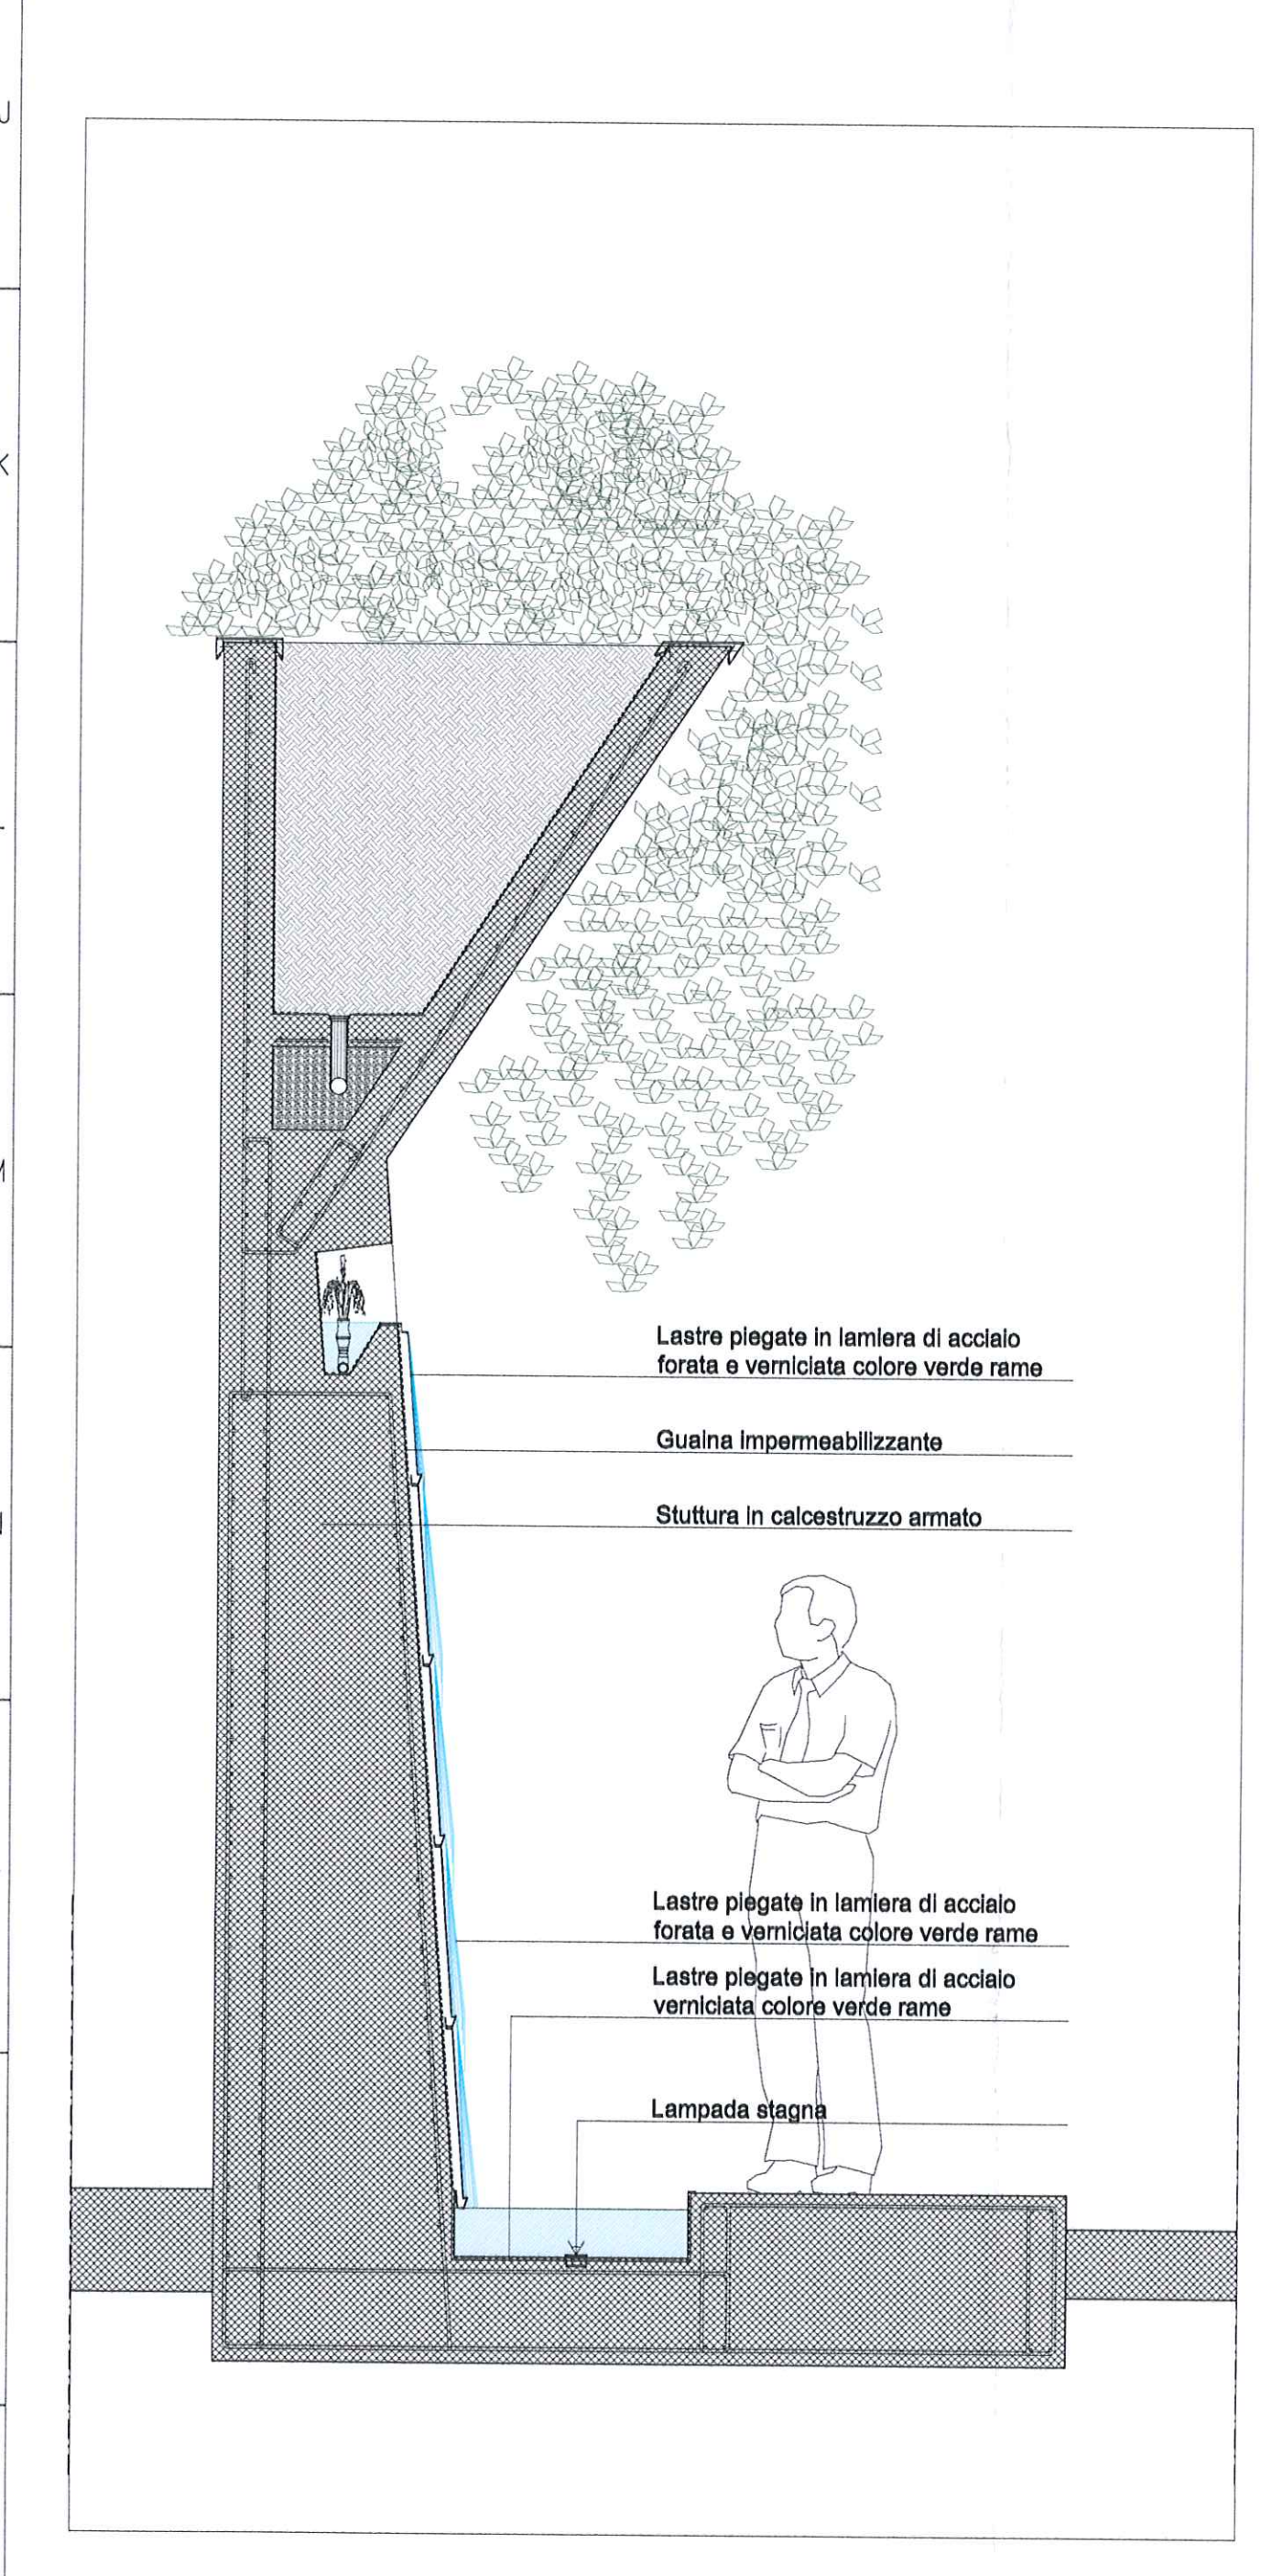 Lastre piegate in lamiera di acciaio
forata e verniciata colore verde rame
Guaina impermeabilizzante
Stuttura in calcestruzzo armato
Lastre piegate in lamiera di acciaio
forata e verniciata colore verde rame
Lastre piegate in lamiera di acciaio
verniciata colore verde rame
Lampada stagna